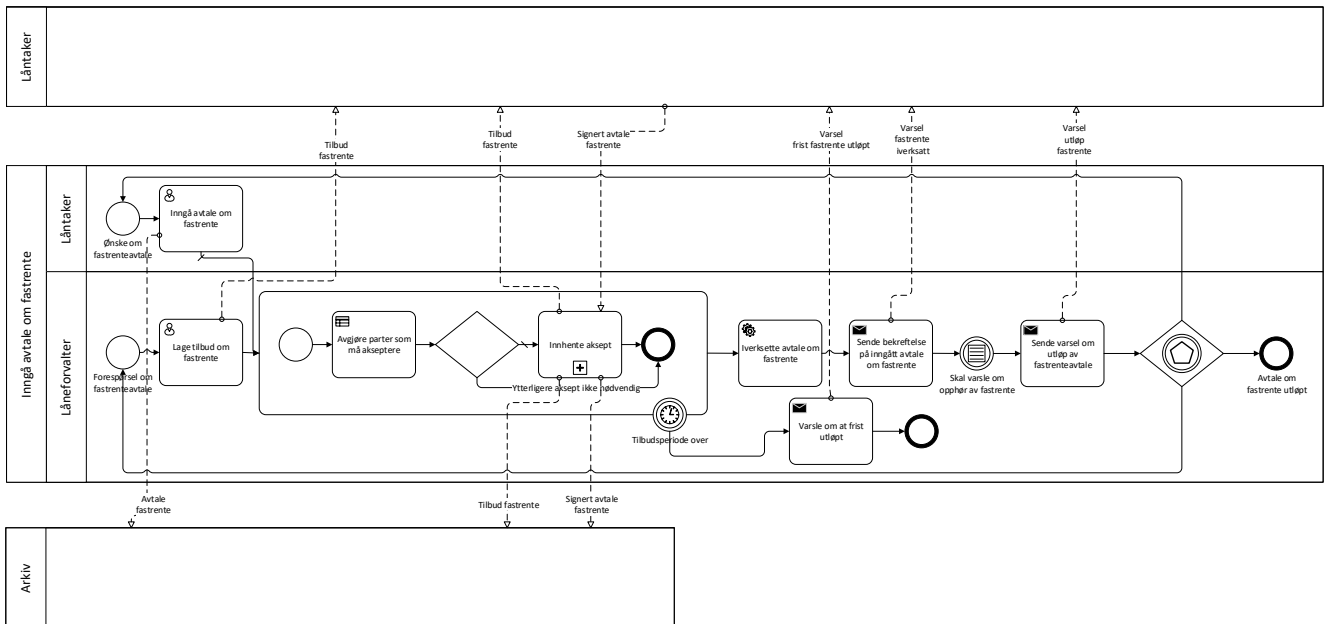 Låntaker
Tilbud
fastrente
Tilbud
fastrente
Signert avtale
fastrente
Varsel
frist fastrente utløpt
Varsel
fastrente
iverksatt
Varsel
utløp
fastrente
Inngå avtale om fastrente
Låntaker
Ønske om
fastrenteavtale
Inngå avtale om
fastrente
Låneforvalter
Forespørsel om
fastrenteavtale
Lage tilbud om
fastrente
Avgjøre parter som
må akseptere
Innhente aksept
Ytterligere aksept ikke nødvendig
Tilbudsperiode over
Iverksette avtale om
fastrente
Sende bekreftelse
på inngått avtale
om fastrente
Skal varsle om
opphør av fastrente
Sende varsel om
utløp av
fastrenteavtale
Avtale om
fastrente utløpt
Varsle om at frist
utløpt
Avtale
fastrente
Tilbud fastrente
Signert avtale
fastrente
Arkiv